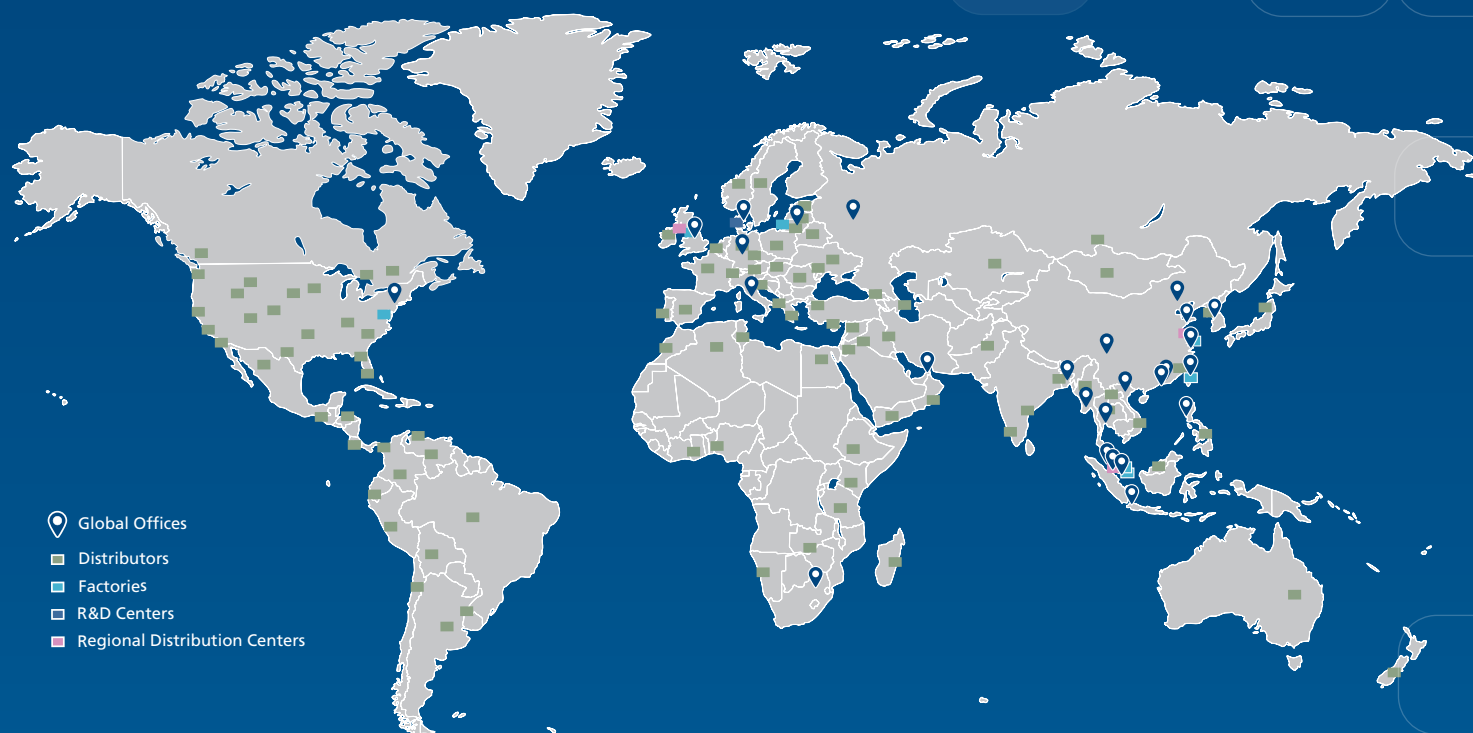 Global Offices
Distributors
Factories
R&D Centers
Regional Distribution Centers